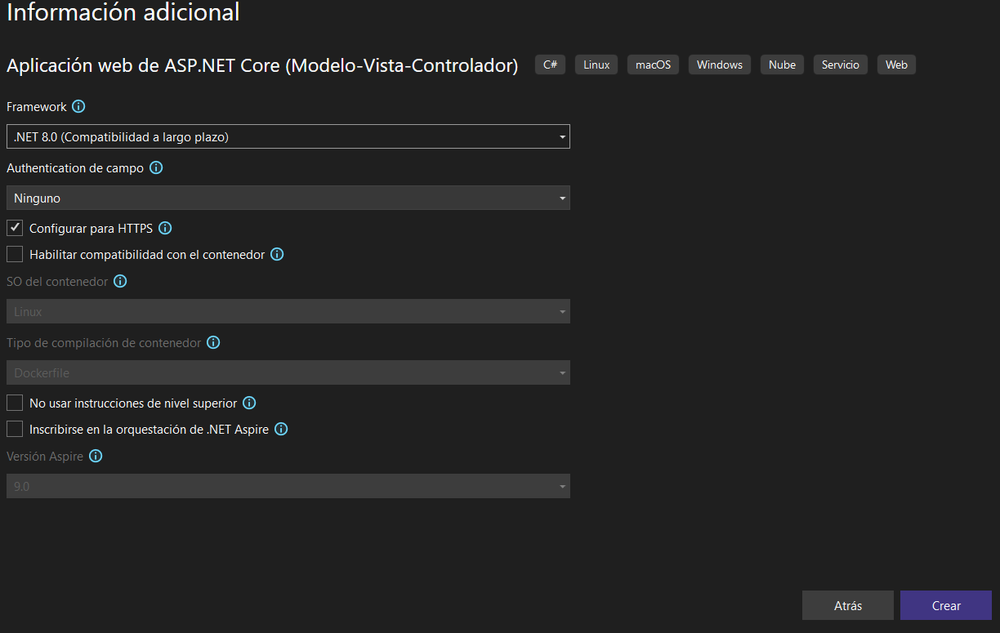 Información adicional
Aplicación web de ASP.NET Core (Modelo-Vista-Controlador) C# Linux macOS Windows Nube Servicio Web
Framework
.NET 8.0 (Compatibilidad a largo plazo)
Authentication de campo
Ninguno
Configurar para HTTPS
Habilitar compatibilidad con el contenedor
SO del contenedor
Linux
Tipo de compilación de contenedor
Dockerfile
No usar instrucciones de nivel superior
Inscribirse en la orquestación de .NET Aspire
Versión Aspire
9.0
Atrás Crear